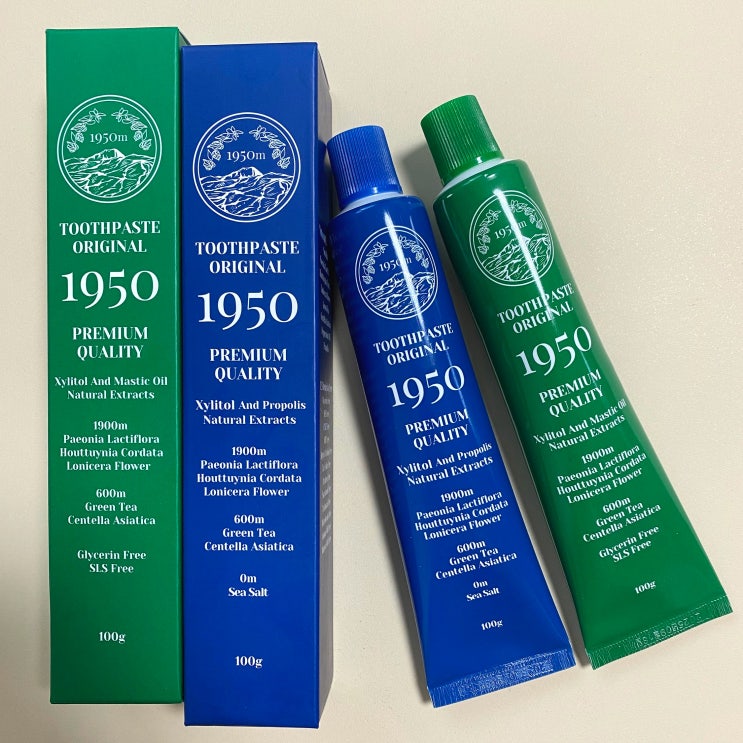 1950m
TOOTHPASTE
ORIGINAL
1950
PREMIUM
QUALITY
Xylitol And Mastic Oil
Natural Extracts
1900m
Paeonia Lactiflora
Houttuynia Cordata
Lonicera Flower
600m
Green Tea
Centella Asiatica
Glycerin Free
SLS Free
100g
1950m
TOOTHPASTE
ORIGINAL
1950
PREMIUM
QUALITY
Xylitol And Propolis
Natural Extracts
1900m
Paeonia Lactiflora
Houttuynia Cordata
Lonicera Flower
600m
Green Tea
Centella Asiatica
0m
Sea Salt
100g
1950m
TOOTHPASTE
ORIGINAL
1950
PREMIUM
QUALITY
Xylitol And Propolis
Natural Extracts
1900m
Paeonia Lactiflora
Houttuynia Cordata
Lonicera Flower
600m
Green Tea
Centella Asiatica
0m
Sea Salt
100g
1950m
TOOTHPASTE
ORIGINAL
1950
PREMIUM
QUALITY
Xylitol And Mastic Oil
Natural Extracts
1900m
Paeonia Lactiflora
Houttuynia Cordata
Lonicera Flower
600m
Green Tea
Centella Asiatica
Glycerin Free
SLS Free
100g